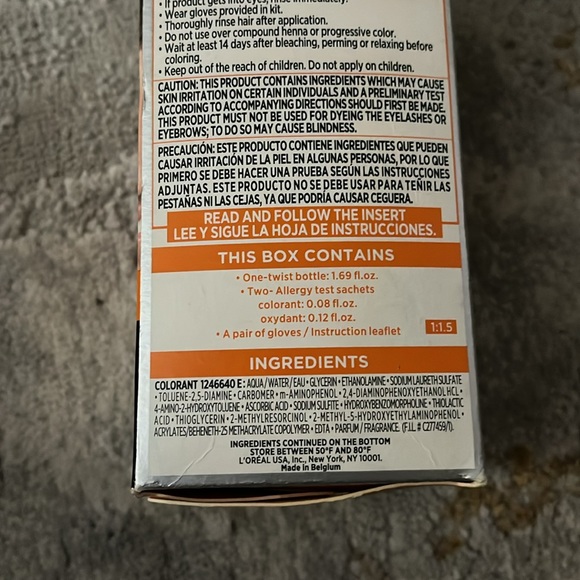 • If product gets into eyes, rinse immediately.
• Wear gloves provided in kit.
• Thoroughly rinse hair after application.
• Do not use over compound henna or progressive color.
• Wait at least 14 days after bleaching, perming or relaxing before
coloring.
• Keep out of the reach of children. Do not apply on children.
CAUTION: THIS PRODUCT CONTAINS INGREDIENTS WHICH MAY CAUSE
SKIN IRRITATION ON CERTAIN INDIVIDUALS AND A PRELIMINARY TEST
ACCORDING TO ACCOMPANYING DIRECTIONS SHOULD FIRST BE MADE.
THIS PRODUCT MUST NOT BE USED FOR DYEING THE EYELASHES OR
EYEBROWS; TO DO SO MAY CAUSE BLINDNESS.
PRECAUCIÓN: ESTE PRODUCTO CONTIENE INGREDIENTES QUE PUEDEN
CAUSAR IRRITACIÓN DE LA PIEL EN ALGUNAS PERSONAS, POR LO QUE
PRIMERO SE DEBE HACER UNA PRUEBA SEGÚN LAS INSTRUCCIONES
ADJUNTAS. ESTE PRODUCTO NO SE DEBE USAR PARA TEÑIR LAS
PESTAÑAS NI LAS CEJAS, YA QUE PODRÍA CAUSAR CEGUERA.
READ AND FOLLOW THE INSERT
LEE Y SIGUE LA HOJA DE INSTRUCCIONES.
THIS BOX CONTAINS
• One-twist bottle: 1.69 fl.oz.
• Two- Allergy test sachets
colorant: 0.08 fl.oz.
oxydant: 0.12 fl.oz.
• A pair of gloves / Instruction leaflet
1:1.5
INGREDIENTS
COLORANT 1246640 E: AQUA / WATER / EAU • GLYCERIN • ETHANOLAMINE • SODIUM LAURETH SULFATE
• TOLUENE-2,5-DIAMINE • CARBOMER • m-AMINOPHENOL • 2,4-DIAMINOPHENOXYETHANOL HCL •
4-AMINO-2-HYDROXYTOLUENE • ASCORBIC ACID • SODIUM SULFITE • HYDROXYBENZOMORPHOLINE • THIOLACTIC
ACID • THIOGLYCERIN • 2-METHYLRESORCINOL • 2-METHYL-5-HYDROXYETHYLAMINOPHENOL •
ACRYLATES/BEHENETH-25 METHACRYLATE COPOLYMER • EDTA • PARFUM / FRAGRANCE. (F.I.L # C277459/1).
INGREDIENTS CONTINUED ON THE BOTTOM
STORE BETWEEN 50°F AND 80°F
L'ORÉAL USA, Inc., New York, NY 10001.
Made in Belgium